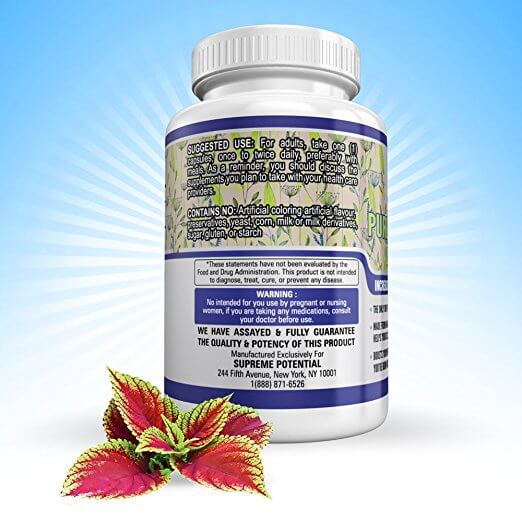 SUGGESTED USE: For adults, take one (1)
capsules, once to twice daily, preferably with
meals. As a reminder, you should discuss the
supplements you plan to take with your health care
providers.
CONTAINS NO: Artificial coloring artificial flavour,
preservatives, yeast, corn, milk or milk derivatives,
sugar, gluten, or starch
*These statements have not been evaluated by the
Food and Drug Administration. This product is not intended
to diagnose, treat, cure, or prevent any disease.
WARNING :
No intended for you use by pregnant or nursing
women, if you are taking any medications, consult
your doctor before use.
WE HAVE ASSAYED & FULLY GUARANTEE
THE QUALITY & POTENCY OF THIS PRODUCT
Manufactured Exclusively For
SUPREME POTENTIAL
244 Fifth Avenue, New York, NY 10001
1(888) 871-6526